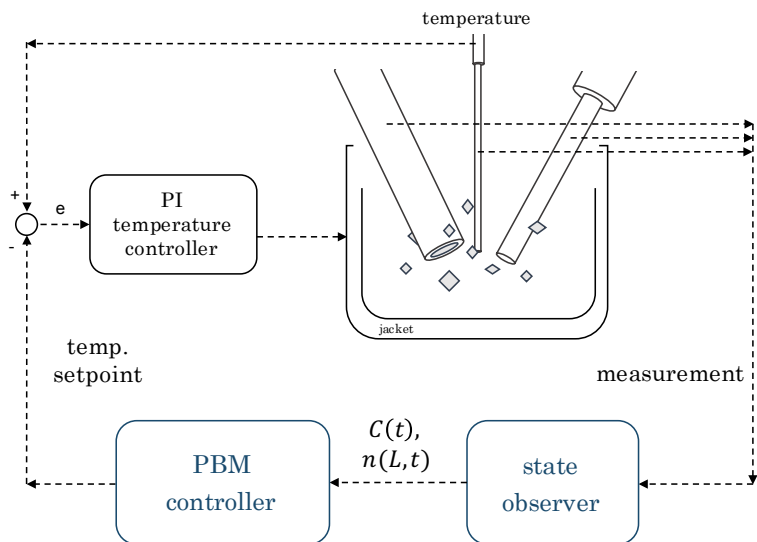 temperature
+
e
-
PI
temperature
controller
jacket
temp.
setpoint
measurement
PBM
controller
C(t),
n(L,t)
state
observer